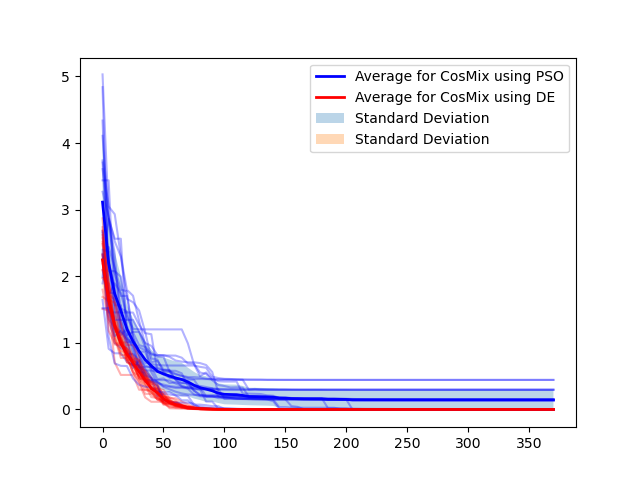 5
4
3
2
1
0
0 50 100 150 200 250 300 350
Average for CosMix using PSO
Average for CosMix using DE
Standard Deviation
Standard Deviation